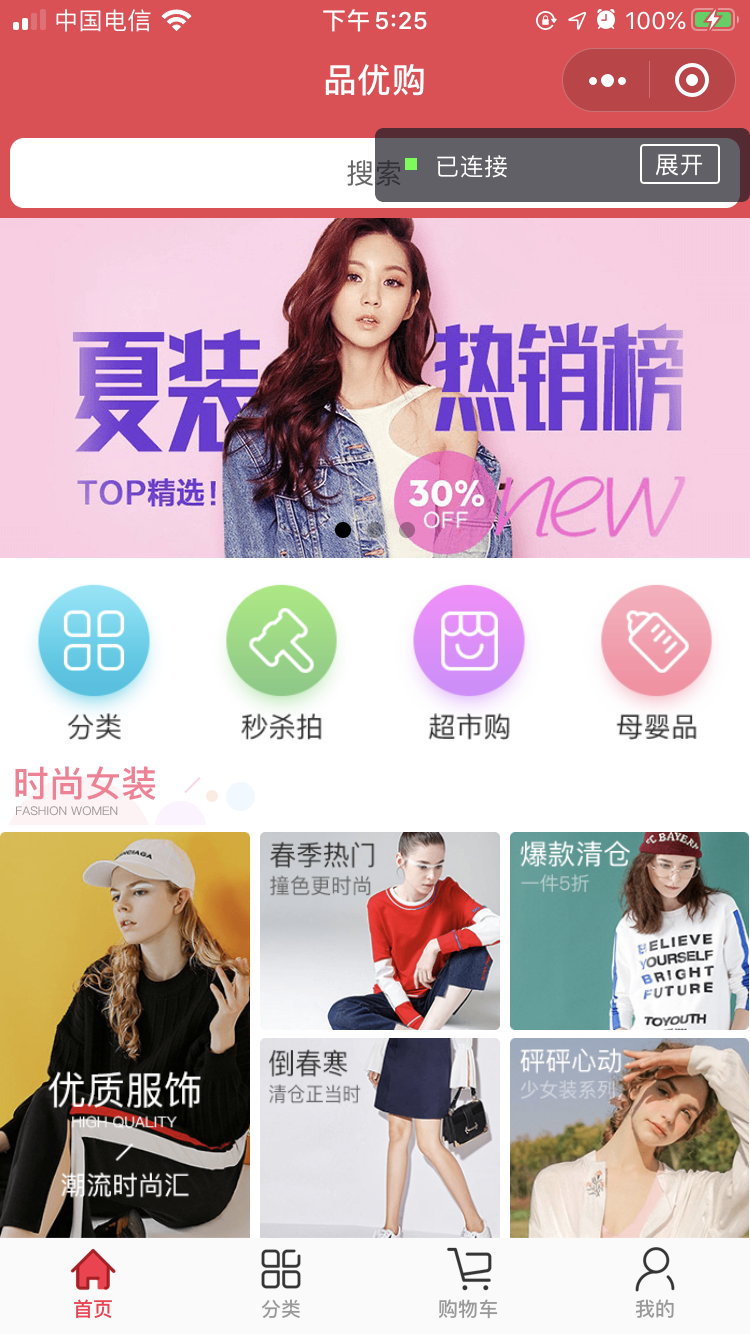 中国电信 下午5:25 100%
品优购
搜索
已连接 展开
夏装 热销榜
TOP精选！
new
30%
OFF
分类 秒杀拍 超市购 母婴品
时尚女装
FASHION WOMEN
优质服饰
HIGH QUALITY
潮流时尚汇
春季热门
撞色更时尚
爆款清仓
一件5折
BELIEVE
YOURSELF
BRIGHT
FUTURE
TOYOUTH
倒春寒
清仓正当时
砰砰心动
少女装系列
首页 分类 购物车 我的